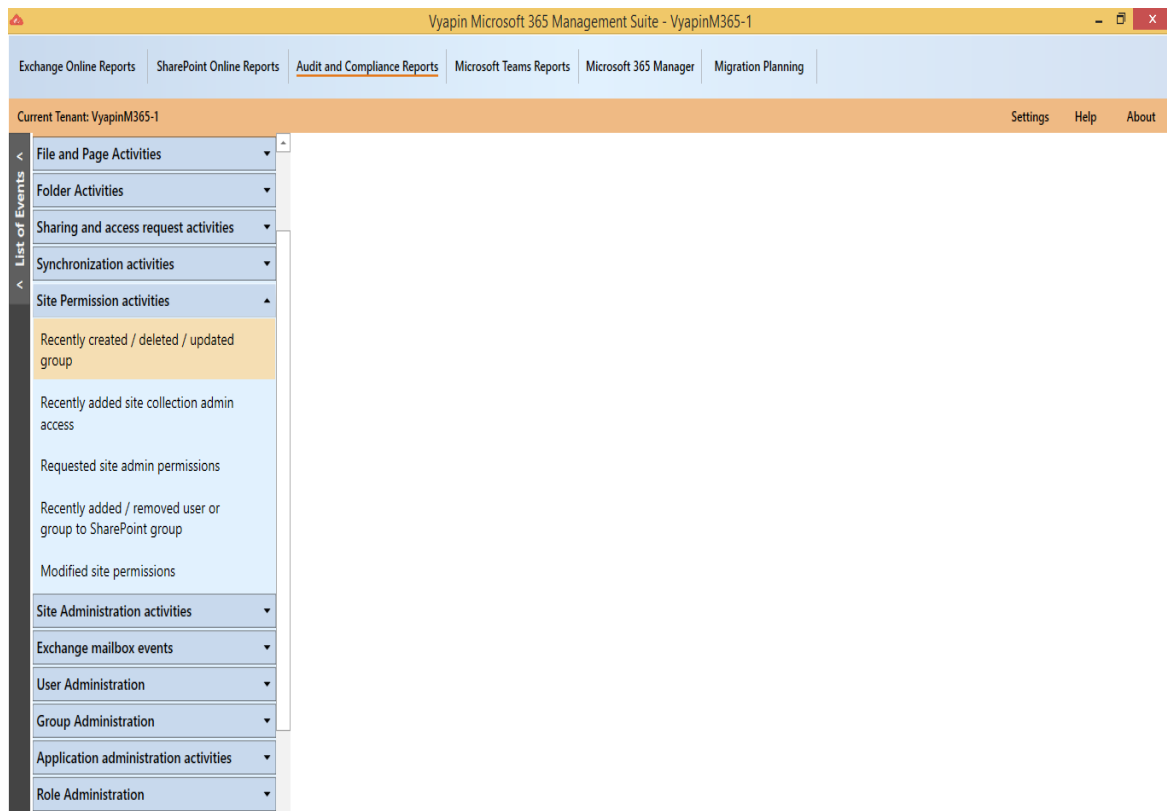 Vyapin Microsoft 365 Management Suite - VyapinM365-1
Exchange Online Reports
SharePoint Online Reports
Audit and Compliance Reports
Microsoft Teams Reports
Microsoft 365 Manager
Migration Planning
Current Tenant: VyapinM365-1
Settings
Help
About
< List of Events <
File and Page Activities
Folder Activities
Sharing and access request activities
Synchronization activities
Site Permission activities
Recently created / deleted / updated
group
Recently added site collection admin
access
Requested site admin permissions
Recently added / removed user or
group to SharePoint group
Modified site permissions
Site Administration activities
Exchange mailbox events
User Administration
Group Administration
Application administration activities
Role Administration